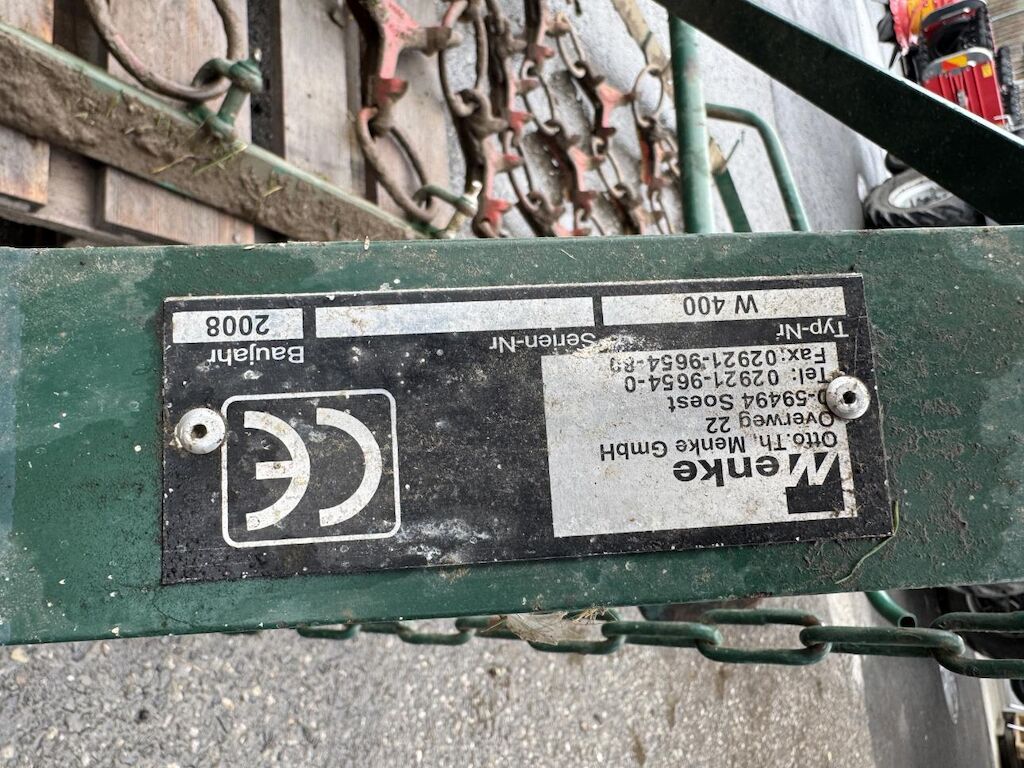 Menke
Otto.Th. Menke GmbH
Overweg 22
D-59494 Soest
Tel: 02921-9654-0
Fax: 02921-9654-80
CE
Typ-Nr Serien-Nr Baujahr
W 400 2008